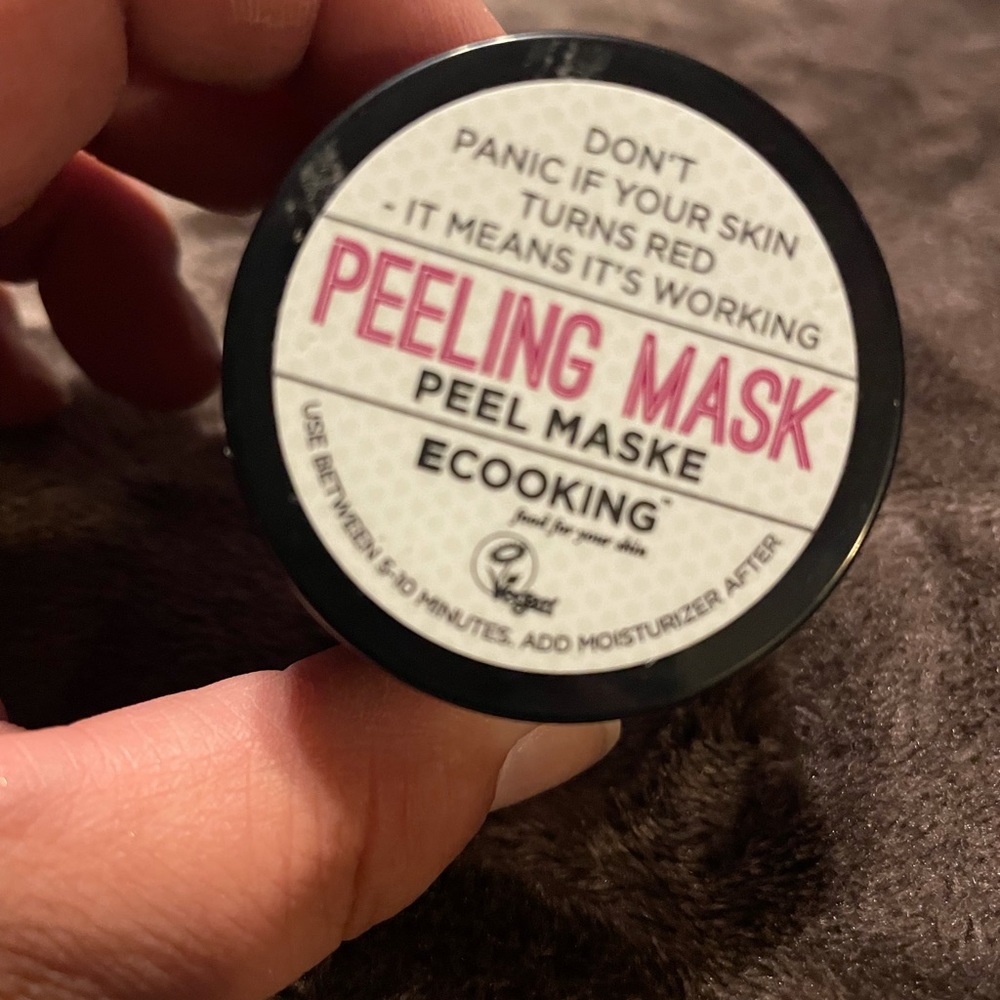 DON'T
PANIC IF YOUR SKIN
TURNS RED
- IT MEANS IT'S WORKING
PEELING MASK
PEEL MASKE
ECOOKING™
food for your skin
Vegan
USE BETWEEN 5-10 MINUTES. ADD MOISTURIZER AFTER